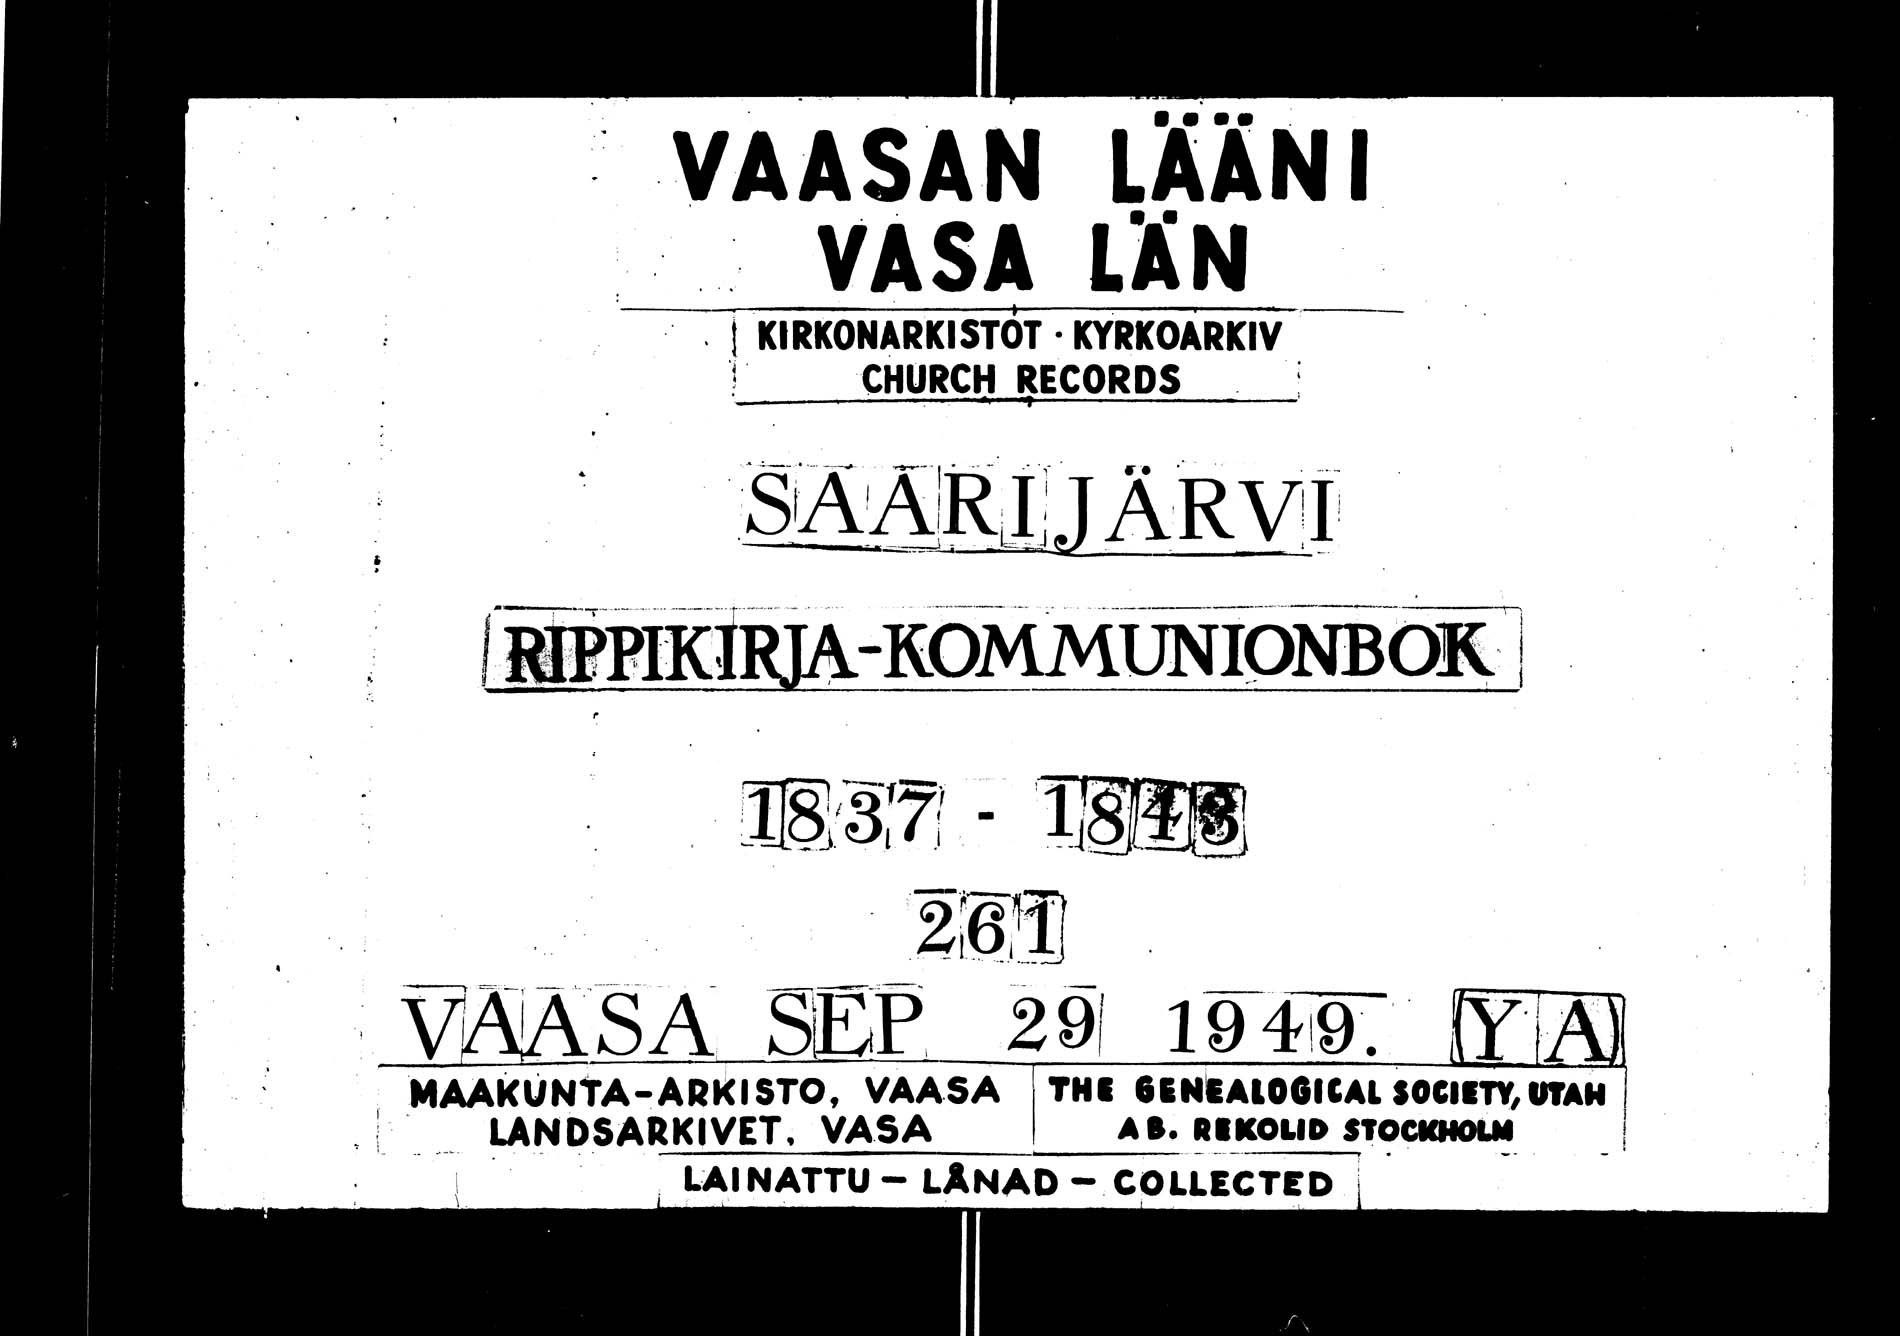 VAASAN LÄÄNI
VASA LÄN
KIRKONARKISTOT · KYRKOARKIV
CHURCH RECORDS
SAARIJÄRVI
RIPPIKIRJA-KOMMUNIONBOK
1837 - 1843
261
VAASA SEP 29 1949. (YA)
MAAKUNTA-ARKISTO, VAASA
LANDSARKIVET, VASA
THE GENEALOGICAL SOCIETY, UTAH
AB. REKOLID STOCKHOLM
LAINATTU – LÅNAD – COLLECTED